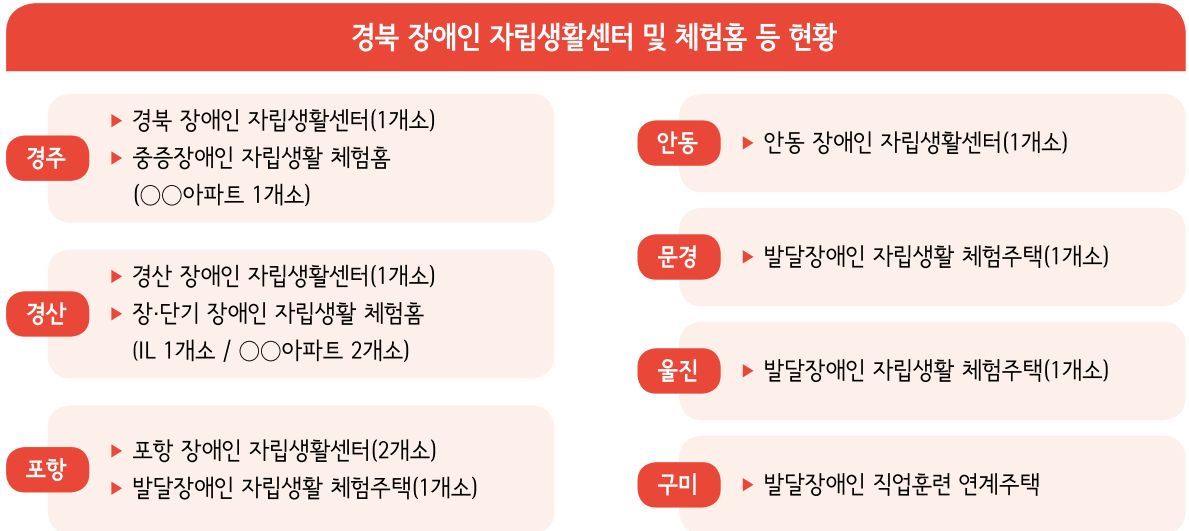 경북 장애인 자립생활센터 및 체험홈 등 현황
경주
▶ 경북 장애인 자립생활센터(1개소)
▶ 중증장애인 자립생활 체험홈
(○○아파트 1개소)
경산
▶ 경산 장애인 자립생활센터(1개소)
▶ 장·단기 장애인 자립생활 체험홈
(IL 1개소 / ○○아파트 2개소)
포항
▶ 포항 장애인 자립생활센터(2개소)
▶ 발달장애인 자립생활 체험주택(1개소)
안동
▶ 안동 장애인 자립생활센터(1개소)
문경
▶ 발달장애인 자립생활 체험주택(1개소)
울진
▶ 발달장애인 자립생활 체험주택(1개소)
구미
▶ 발달장애인 직업훈련 연계주택